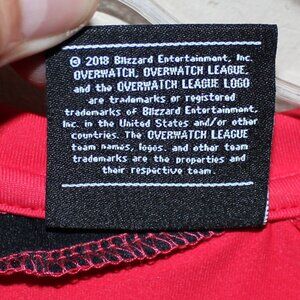 © 2018 Blizzard Entertainment, Inc.
OVERWATCH, OVERWATCH LEAGUE,
and the OVERWATCH LEAGUE LOGO
are trademarks or registered
trademarks of Blizzard Entertainment,
Inc. in the United States and/or other
countries. The OVERWATCH LEAGUE
team names, logos, and other team
trademarks are the properties and
their respective team.